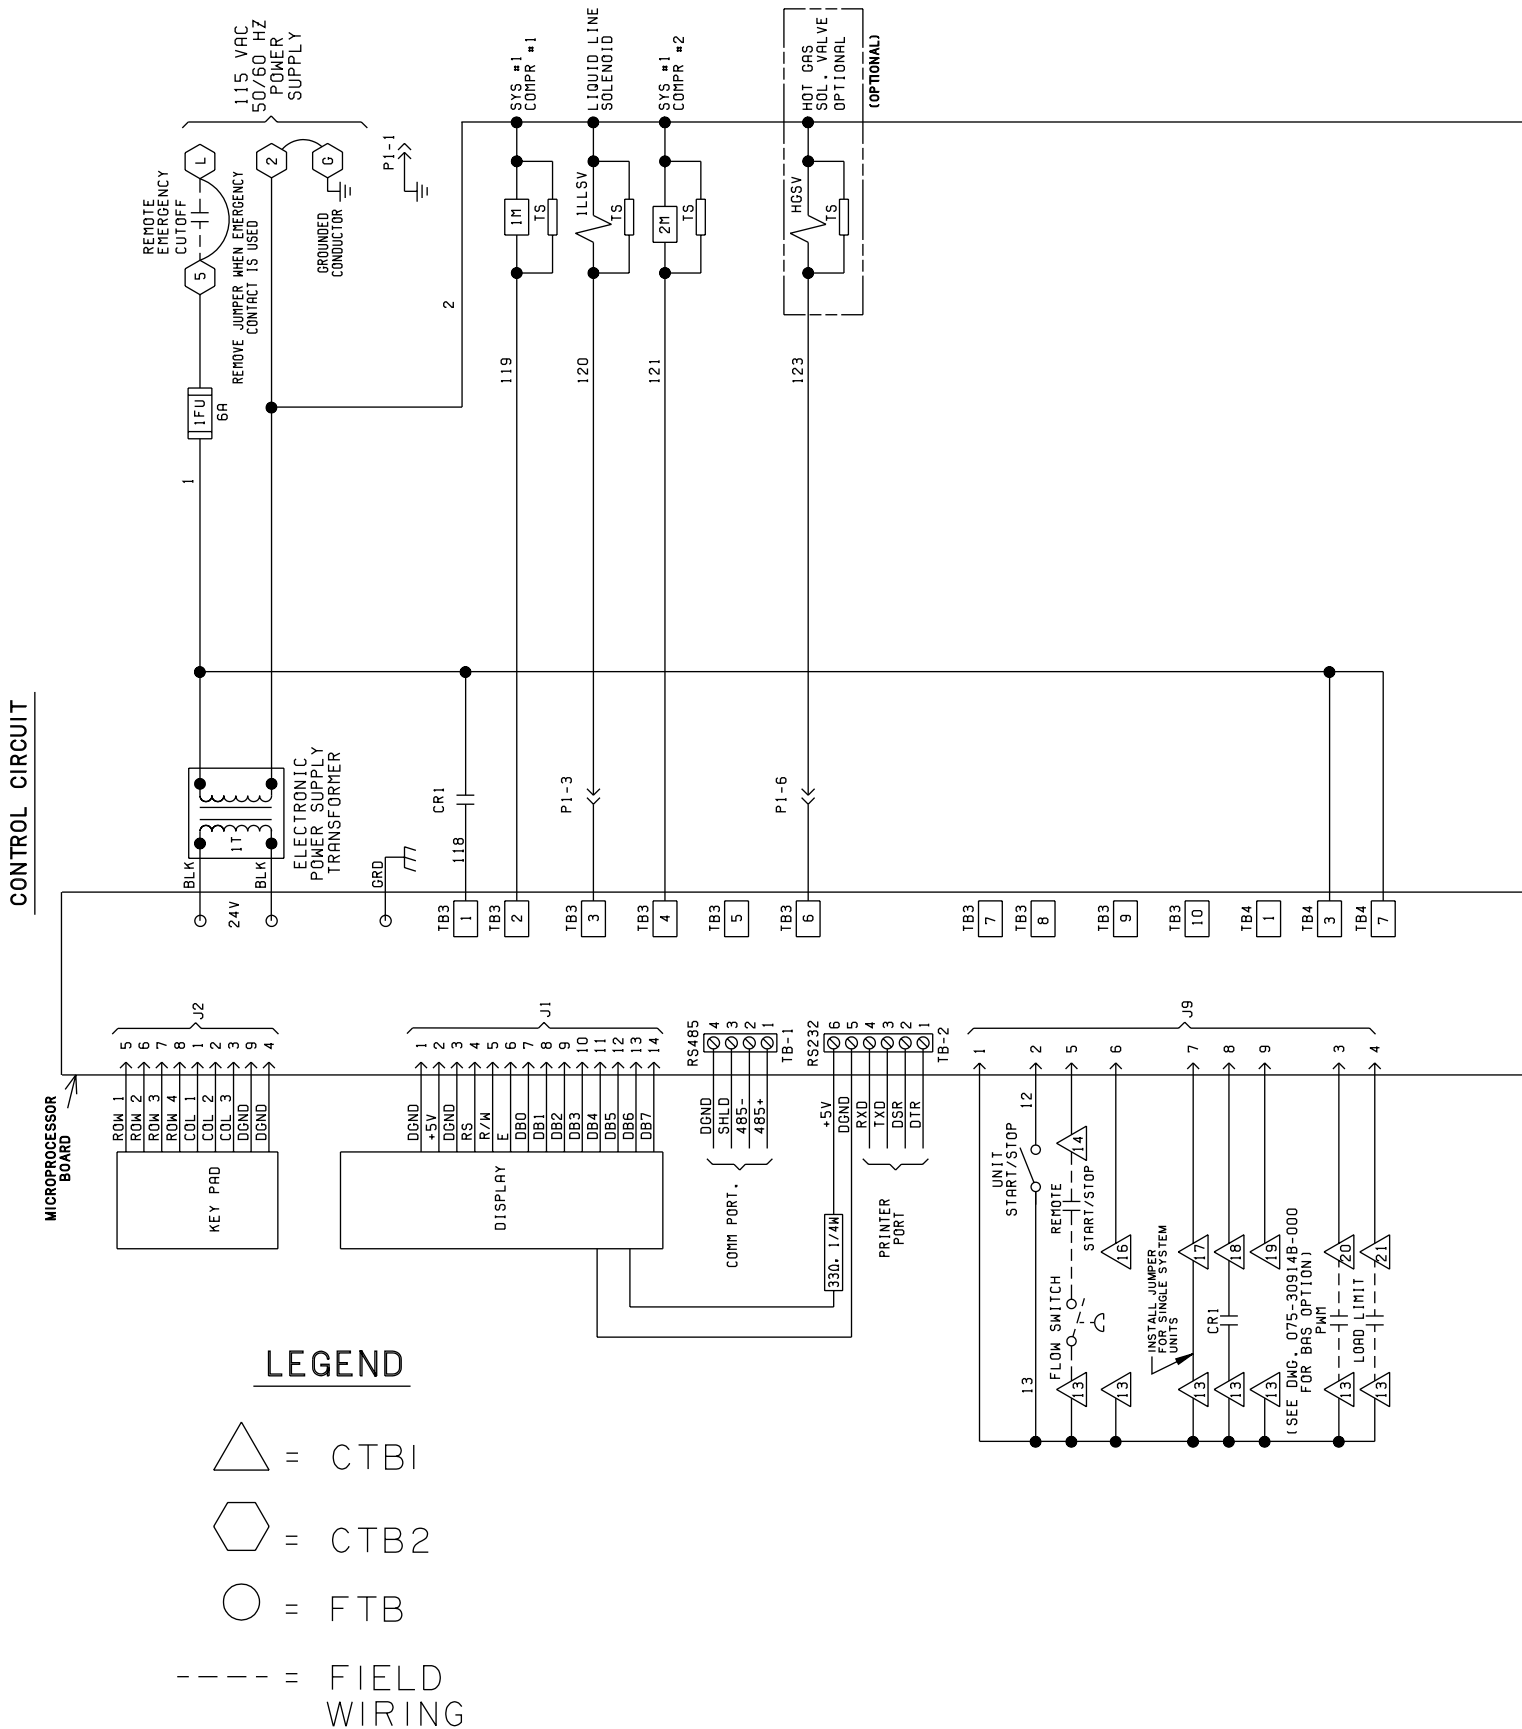 CONTROL CIRCUIT
115 VAC
50/60 HZ
POWER
SUPPLY
REMOTE
EMERGENCY
CUTOFF
L
5
2
G
REMOVE JUMPER WHEN EMERGENCY
CONTACT IS USED
GROUNDED
CONDUCTOR
P1-1
1FU
6A
1
2
SYS #1
COMPR #1
1M
TS
119
LIQUID LINE
SOLENOID
1LLSV
TS
120
SYS #1
COMPR #2
2M
TS
121
HOT GAS
SOL. VALVE
OPTIONAL
(OPTIONAL)
HGSV
TS
123
1T
ELECTRONIC
POWER SUPPLY
TRANSFORMER
BLK
BLK
24V
GRD
CR1
118
P1-3
P1-6
TB3
1
TB3
2
TB3
3
TB3
4
TB3
5
TB3
6
TB3
7
TB3
8
TB3
9
TB3
10
TB4
1
TB4
3
TB4
7
MICROPROCESSOR
BOARD
J2
5
6
7
8
1
2
3
9
4
ROW 1
ROW 2
ROW 3
ROW 4
COL 1
COL 2
COL 3
DGND
DGND
KEY PAD
J1
1
2
3
4
5
6
7
8
9
10
11
12
13
14
DGND
+5V
DGND
RS
R/W
E
DB0
DB1
DB2
DB3
DB4
DB5
DB6
DB7
DISPLAY
RS485
4
3
2
1
TB-1
DGND
SHLD
485-
485+
COMM PORT.
RS232
6
5
4
3
2
1
TB-2
+5V
DGND
RXD
TXD
DSR
DTR
PRINTER
PORT
33Ω, 1/4W
J9
1
2
5
6
7
8
9
3
4
12
UNIT
START/STOP
13
14
REMOTE
START/STOP
FLOW SWITCH
13
16
13
INSTALL JUMPER
FOR SINGLE SYSTEM
UNITS
17
13
18
CR1
13
19
13
(SEE DWG. 075-30914B-000
FOR BAS OPTION)
PWM
20
13
LOAD LIMIT
21
13
LEGEND
= CTB1
= CTB2
= FTB
= FIELD
WIRING